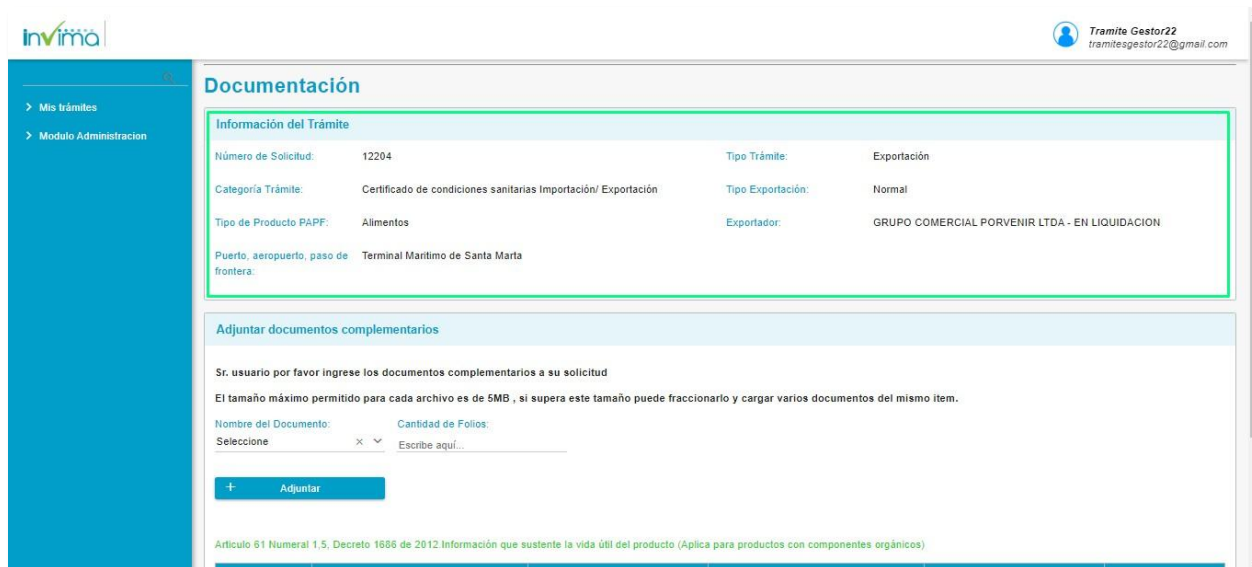 invima
Tramite Gestor22
tramitesgestor22@gmail.com
> Mis trámites
> Modulo Administracion
Documentación
Información del Trámite
Número de Solicitud: 12204 Tipo Trámite: Exportación
Categoría Trámite: Certificado de condiciones sanitarias Importación/ Exportación Tipo Exportación: Normal
Tipo de Producto PAPF: Alimentos Exportador: GRUPO COMERCIAL PORVENIR LTDA - EN LIQUIDACION
Puerto, aeropuerto, paso de Terminal Maritimo de Santa Marta
frontera:
Adjuntar documentos complementarios
Sr. usuario por favor ingrese los documentos complementarios a su solicitud
El tamaño máximo permitido para cada archivo es de 5MB , si supera este tamaño puede fraccionarlo y cargar varios documentos del mismo item.
Nombre del Documento: Cantidad de Folios:
Seleccione Escribe aquí...
+ Adjuntar
Articulo 61 Numeral 1,5, Decreto 1686 de 2012 Información que sustente la vida útil del producto (Aplica para productos con componentes orgánicos)